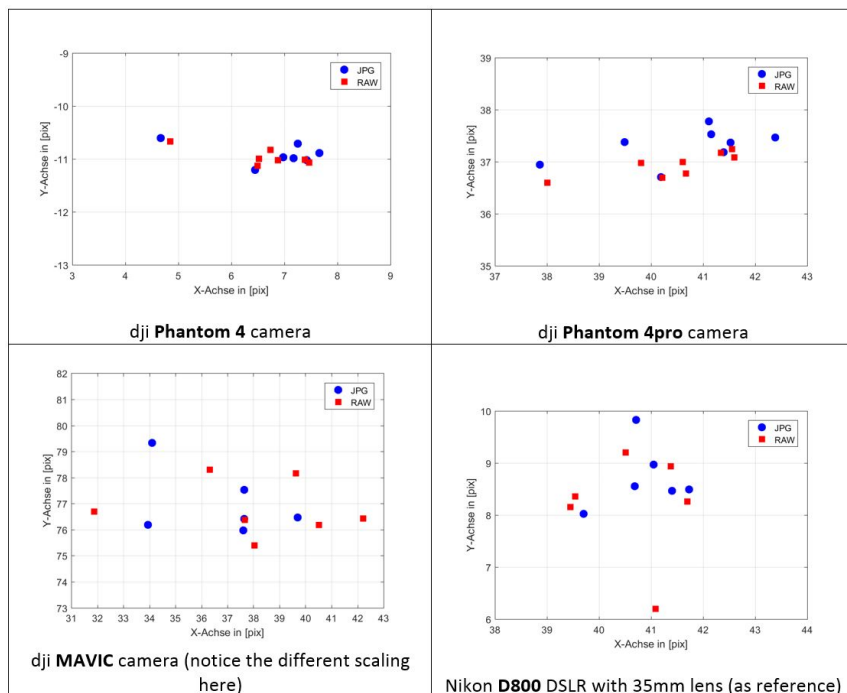 -9
-10
-11
-12
-13
3 4 5 6 7 8 9
X-Achse in [pix]
Y-Achse in [pix]
JPG
RAW
dji Phantom 4 camera
39
38
37
36
35
37 38 39 40 41 42 43
X-Achse in [pix]
Y-Achse in [pix]
JPG
RAW
dji Phantom 4pro camera
82
81
80
79
78
77
76
75
74
73
31 32 33 34 35 36 37 38 39 40 41 42 43
X-Achse in [pix]
Y-Achse in [pix]
JPG
RAW
dji MAVIC camera (notice the different scaling
here)
10
9
8
7
6
38 39 40 41 42 43 44
X-Achse in [pix]
Y-Achse in [pix]
JPG
RAW
Nikon D800 DSLR with 35mm lens (as reference)